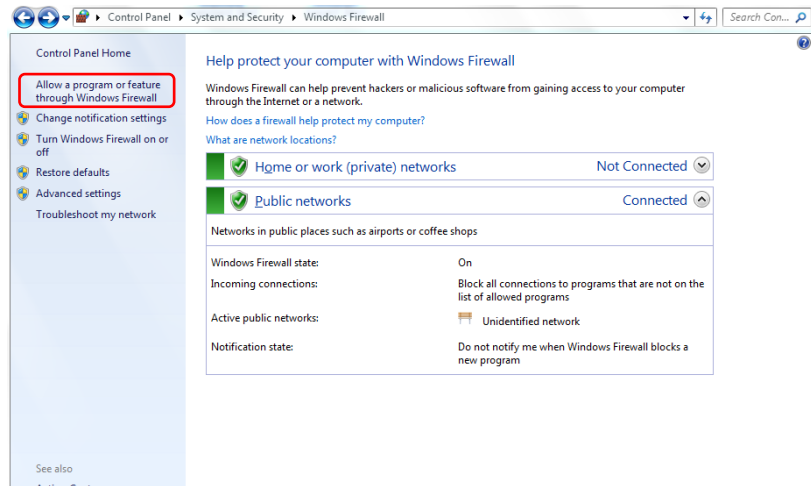 Control Panel ▸ System and Security ▸ Windows Firewall
Search Con...
Control Panel Home
Allow a program or feature
through Windows Firewall
Change notification settings
Turn Windows Firewall on or
off
Restore defaults
Advanced settings
Troubleshoot my network
See also
Help protect your computer with Windows Firewall
Windows Firewall can help prevent hackers or malicious software from gaining access to your computer
through the Internet or a network.
How does a firewall help protect my computer?
What are network locations?
Home or work (private) networks Not Connected
Public networks Connected
Networks in public places such as airports or coffee shops
Windows Firewall state: On
Incoming connections: Block all connections to programs that are not on the
list of allowed programs
Active public networks: Unidentified network
Notification state: Do not notify me when Windows Firewall blocks a
new program